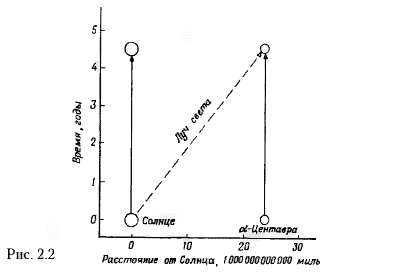 5
4
3
2
1
0
Время, годы
Луч света
Солнце
α-Центавра
0
10
20
30
Расстояние от Солнца, 1000000000000 миль
Рис. 2.2